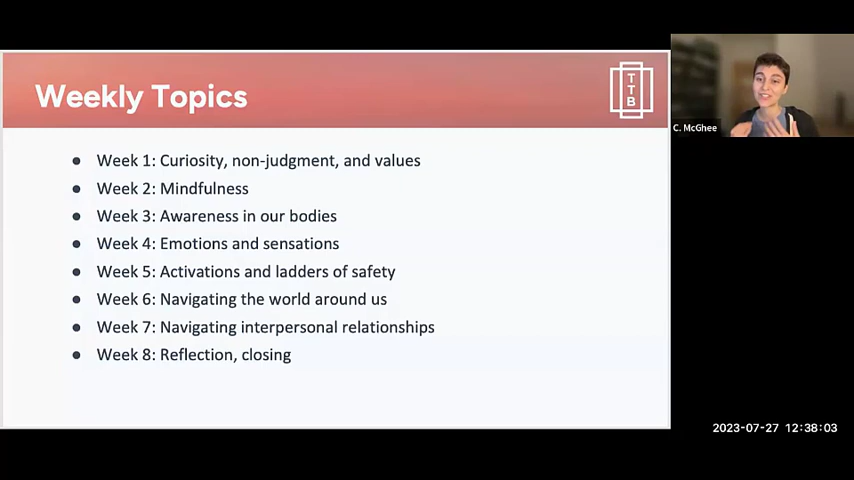 Weekly Topics
T
T
B
● Week 1: Curiosity, non-judgment, and values
● Week 2: Mindfulness
● Week 3: Awareness in our bodies
● Week 4: Emotions and sensations
● Week 5: Activations and ladders of safety
● Week 6: Navigating the world around us
● Week 7: Navigating interpersonal relationships
● Week 8: Reflection, closing
C. McGhee
2023-07-27 12:38:03